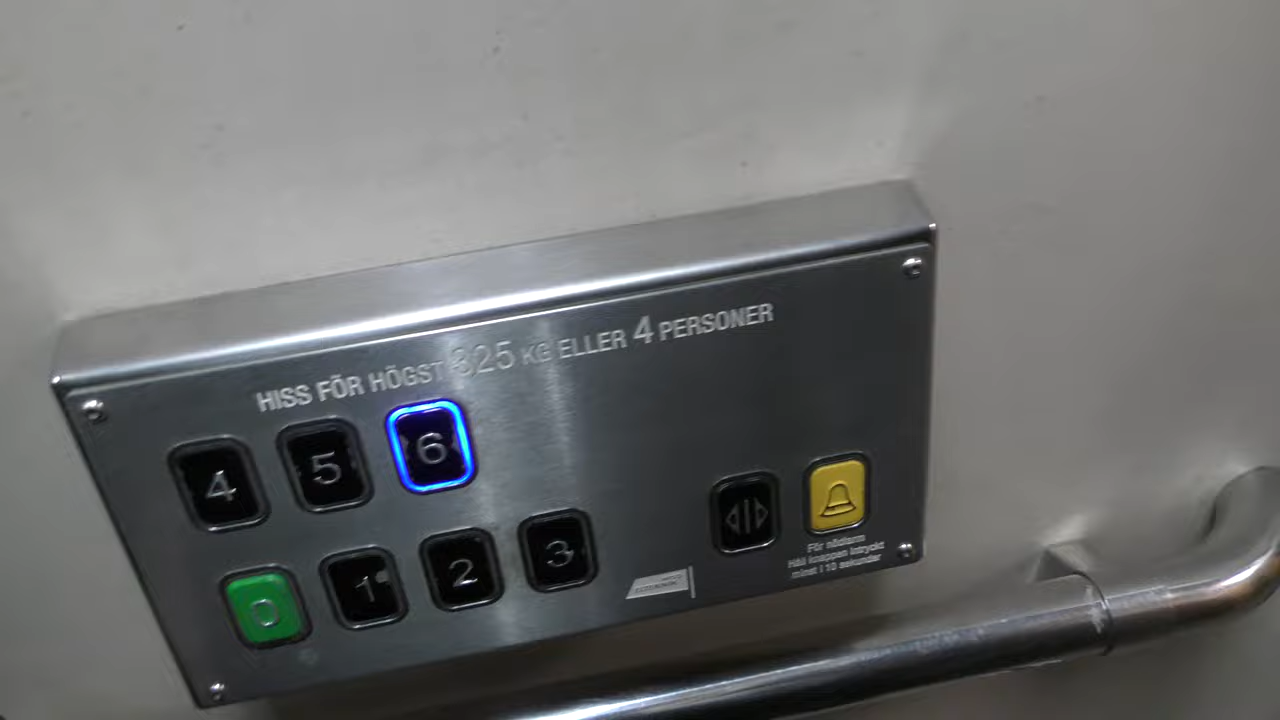 HISS FÖR HÖGST 325 KG ELLER 4 PERSONER
4 5 6
0 1 2 3
För nödlarm
Håll knappen intryckt
minst i 10 sekunder